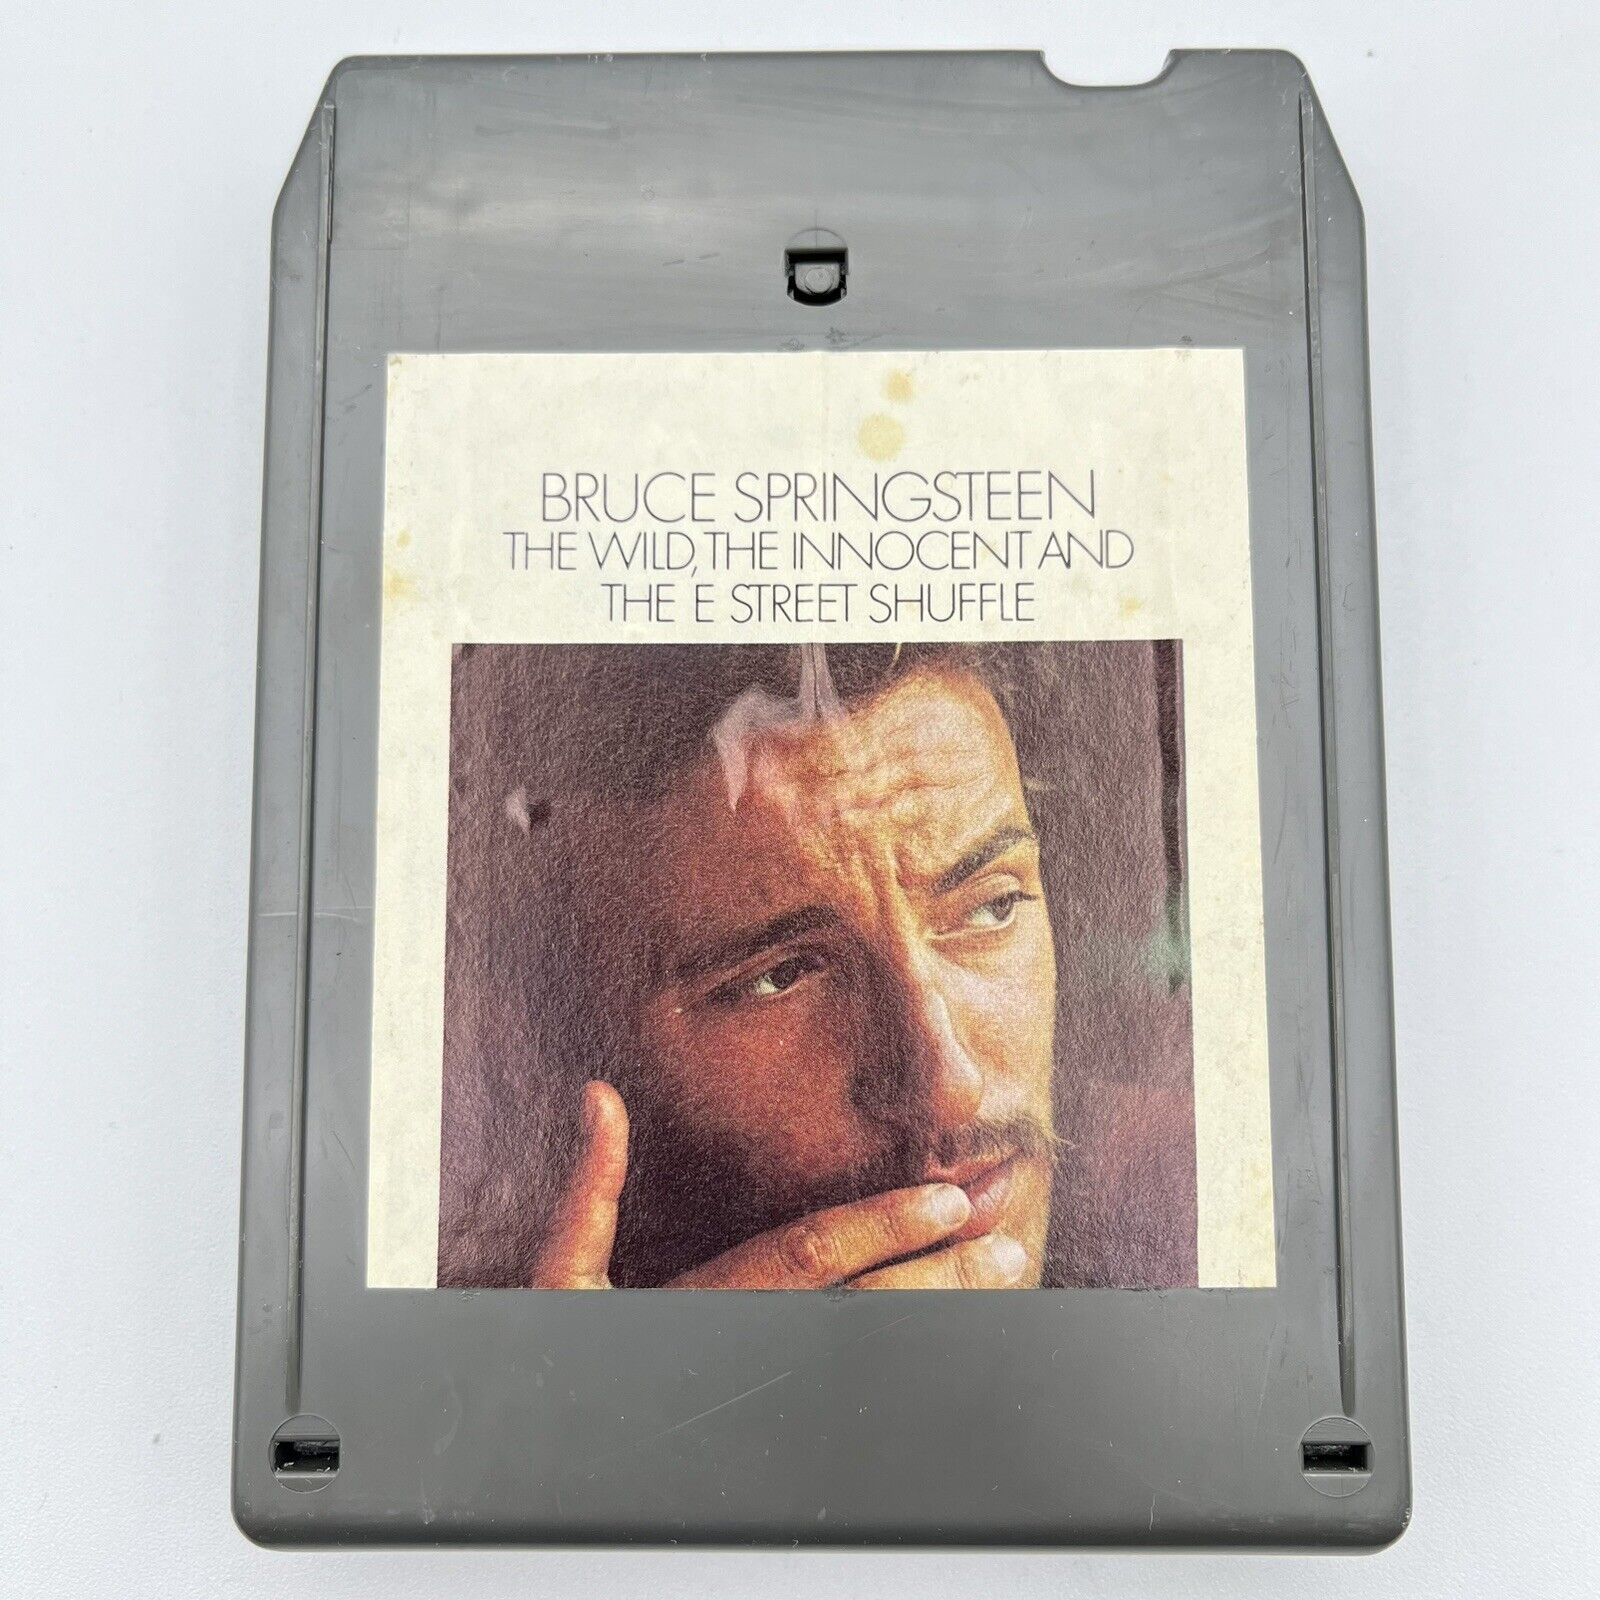 BRUCE SPRINGSTEEN
THE WILD, THE INNOCENT AND
THE E STREET SHUFFLE